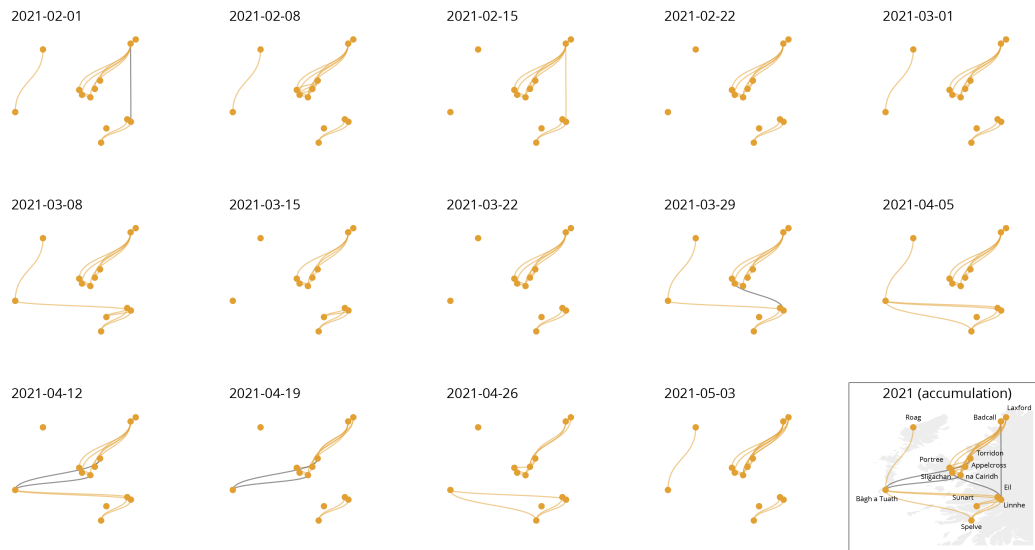 2021-02-01
2021-02-08
2021-02-15
2021-02-22
2021-03-01
2021-03-08
2021-03-15
2021-03-22
2021-03-29
2021-04-05
2021-04-12
2021-04-19
2021-04-26
2021-05-03
2021 (accumulation)
Laxford
Roag
Badcall
Torridon
Portree
Appelcross
Sligachan
na Cairidh
Eil
Bàgh a Tuath
Sunart
Linnhe
Spelve